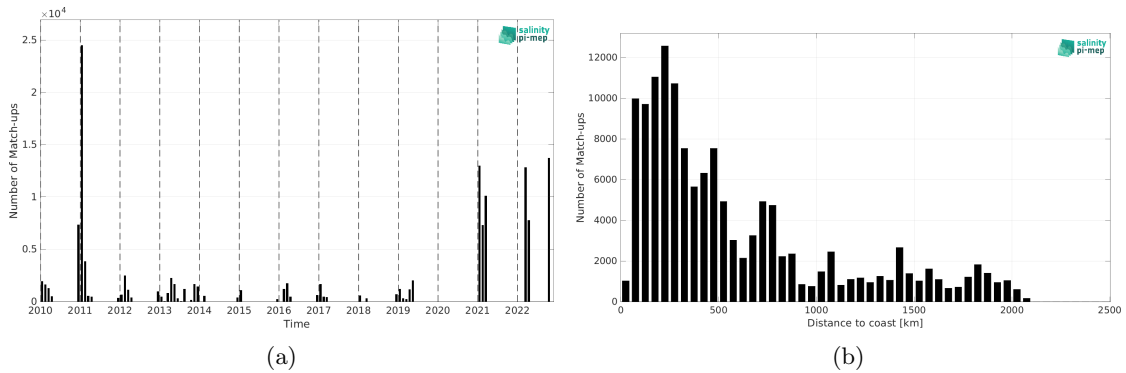 ×10⁴
2.5
2
1.5
1
0.5
0
Number of Match-ups
2010 2011 2012 2013 2014 2015 2016 2017 2018 2019 2020 2021 2022
Time
salinity
pi-mep
(a)
12000
10000
8000
6000
4000
2000
0
Number of Match-ups
0 500 1000 1500 2000 2500
Distance to coast [km]
salinity
pi-mep
(b)